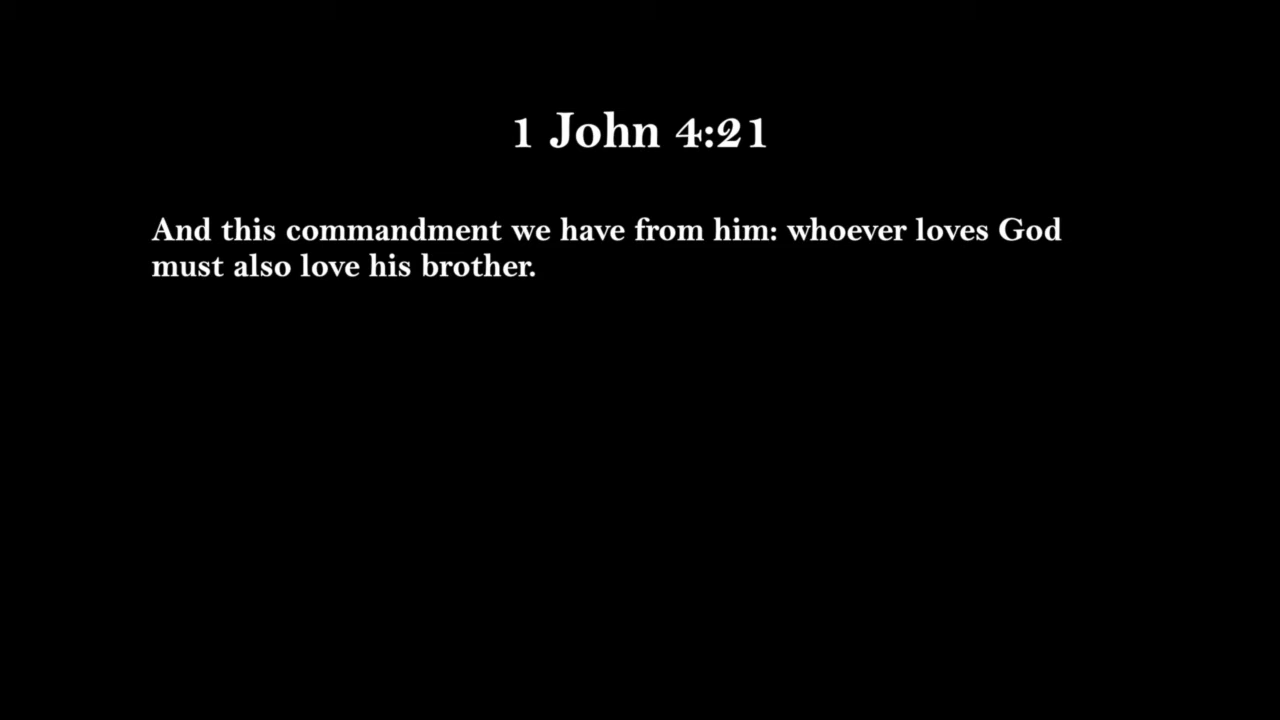 1 John 4:21
And this commandment we have from him: whoever loves God
must also love his brother.